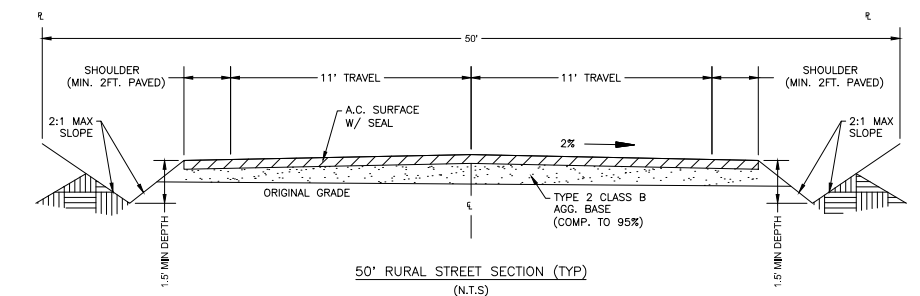 ℄
℄
50'
SHOULDER
(MIN. 2FT. PAVED)
11' TRAVEL
11' TRAVEL
SHOULDER
(MIN. 2FT. PAVED)
2:1 MAX
SLOPE
A.C. SURFACE
W/ SEAL
2%
2:1 MAX
SLOPE
ORIGINAL GRADE
℄
TYPE 2 CLASS B
AGG. BASE
(COMP. TO 95%)
1.5' MIN DEPTH
1.5' MIN DEPTH
50' RURAL STREET SECTION (TYP)
(N.T.S)